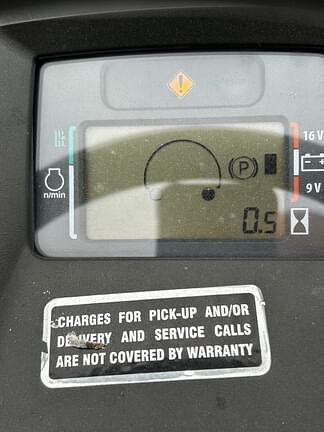 16V
P
n/min
9V
0.5
CHARGES FOR PICK-UP AND/OR
DELIVERY AND SERVICE CALLS
ARE NOT COVERED BY WARRANTY